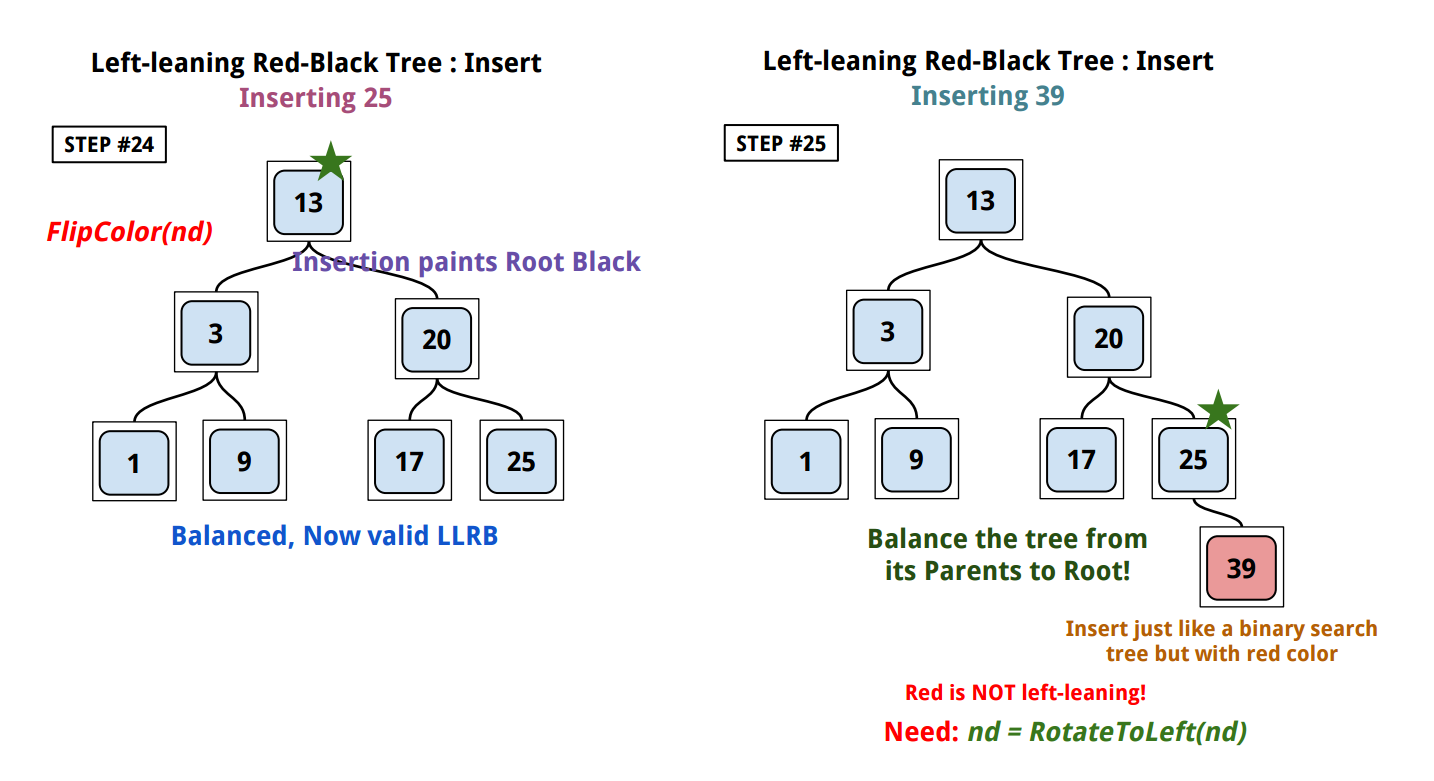 Left-leaning Red-Black Tree : Insert
Inserting 25
STEP #24
13
FlipColor(nd)
Insertion paints Root Black
3
20
1
9
17
25
Balanced, Now valid LLRB
Left-leaning Red-Black Tree : Insert
Inserting 39
STEP #25
13
3
20
1
9
17
25
Balance the tree from
its Parents to Root!
39
Insert just like a binary search
tree but with red color
Red is NOT left-leaning!
Need: nd = RotateToLeft(nd)